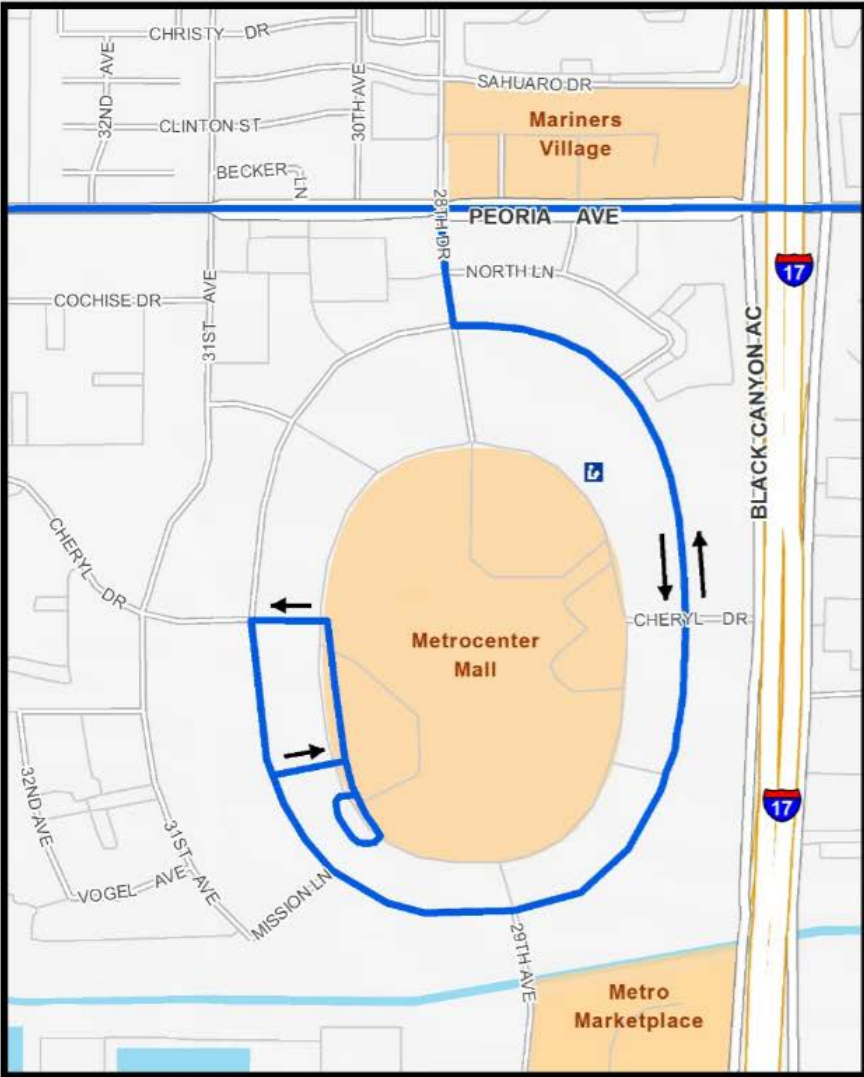 CHRISTY DR
32ND AVE
30TH AVE
SAHUARO DR
CLINTON ST
Mariners
Village
BECKER LN
28TH DR
PEORIA AVE
NORTH LN
17
COCHISE DR
31ST AVE
BLACK CANYON AC
CHERYL DR
CHERYL DR
Metrocenter
Mall
32ND AVE
31ST AVE
17
VOGEL AVE
MISSION LN
29TH AVE
Metro
Marketplace